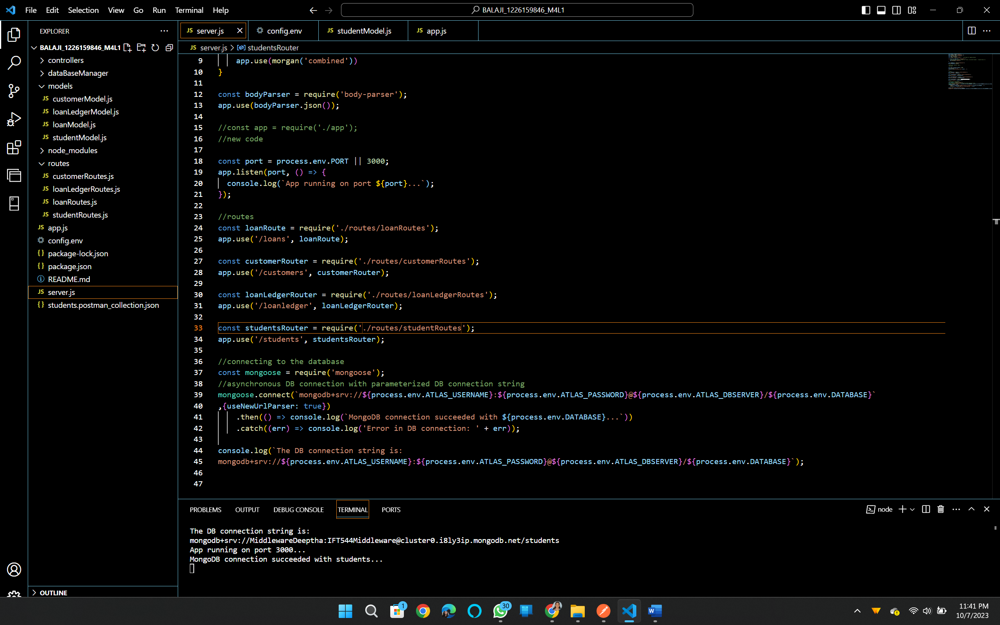 File Edit Selection View Go Run Terminal Help
BALAJI_1226159846_M4L1
EXPLORER
BALAJI_1226159846_M4L1
controllers
dataBaseManager
models
JS customerModel.js
JS loanLedgerModel.js
JS loanModel.js
JS studentModel.js
node_modules
routes
JS customerRoutes.js
JS loanLedgerRoutes.js
JS loanRoutes.js
JS studentRoutes.js
JS app.js
config.env
{} package-lock.json
{} package.json
README.md
JS server.js
{} students.postman_collection.json
OUTLINE
JS server.js
config.env
JS studentModel.js
JS app.js
JS server.js > studentsRouter
9 app.use(morgan('combined'))
10 }
11
12 const bodyParser = require('body-parser');
13 app.use(bodyParser.json());
14
15 //const app = require('./app');
16 //new code
17
18 const port = process.env.PORT || 3000;
19 app.listen(port, () => {
20 console.log(`App running on port ${port}...`);
21 });
22
23 //routes
24 const loanRoute = require('./routes/loanRoutes');
25 app.use('/loans', loanRoute);
26
27 const customerRouter = require('./routes/customerRoutes');
28 app.use('/customers', customerRouter);
29
30 const loanLedgerRouter = require('./routes/loanLedgerRoutes');
31 app.use('/loanledger', loanLedgerRouter);
32
33 const studentsRouter = require('./routes/studentRoutes');
34 app.use('/students', studentsRouter);
35
36 //connecting to the database
37 const mongoose = require('mongoose');
38 //asynchronous DB connection with parameterized DB connection string
39 mongoose.connect(`mongodb+srv://${process.env.ATLAS_USERNAME}:${process.env.ATLAS_PASSWORD}@${process.env.ATLAS_DBSERVER}/${process.env.DATABASE}`
40 ,{useNewUrlParser: true})
41 .then(() => console.log(`MongoDB connection succeeded with ${process.env.DATABASE}...`))
42 .catch((err) => console.log('Error in DB connection: ' + err));
43
44 console.log(`The DB connection string is:
45 mongodb+srv://${process.env.ATLAS_USERNAME}:${process.env.ATLAS_PASSWORD}@${process.env.ATLAS_DBSERVER}/${process.env.DATABASE}`);
46
47
PROBLEMS OUTPUT DEBUG CONSOLE TERMINAL PORTS
node
The DB connection string is:
mongodb+srv://MiddlewareDeeptha:IFT544Middleware@cluster0.i8ly3ip.mongodb.net/students
App running on port 3000...
MongoDB connection succeeded with students...
1
30
11:41 PM
10/7/2023